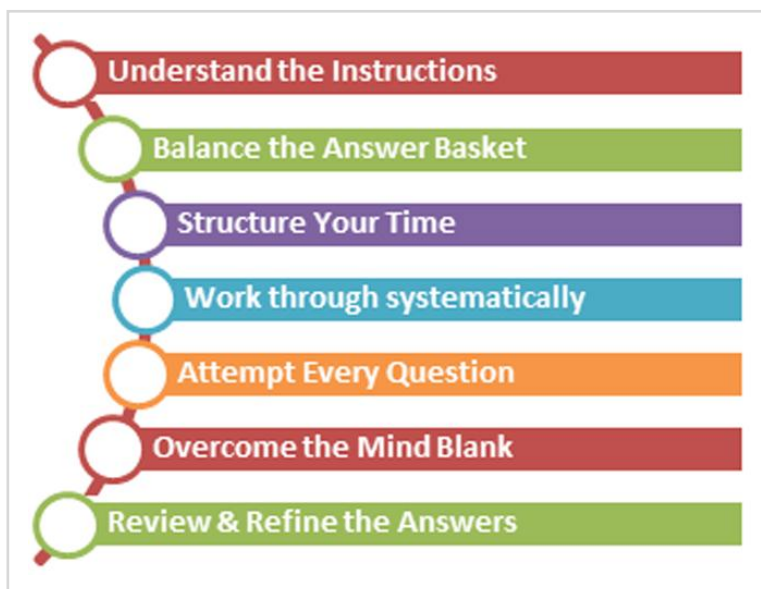 Understand the Instructions
Balance the Answer Basket
Structure Your Time
Work through systematically
Attempt Every Question
Overcome the Mind Blank
Review & Refine the Answers